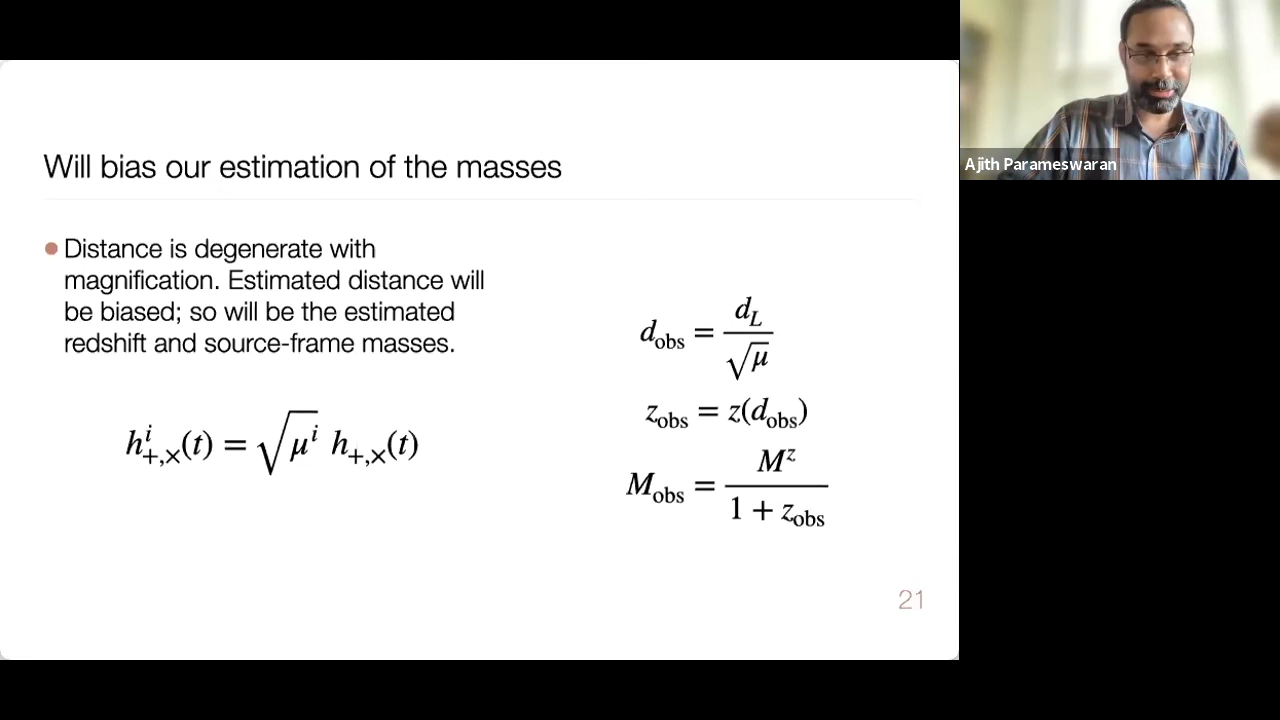 Will bias our estimation of the masses
Distance is degenerate with
magnification. Estimated distance will
be biased; so will be the estimated
redshift and source-frame masses.
h^i_{+,×}(t) = √μ^i h_{+,×}(t)
d_obs = d_L / √μ
z_obs = z(d_obs)
M_obs = M^z / (1 + z_obs)
21
Ajith Parameswaran